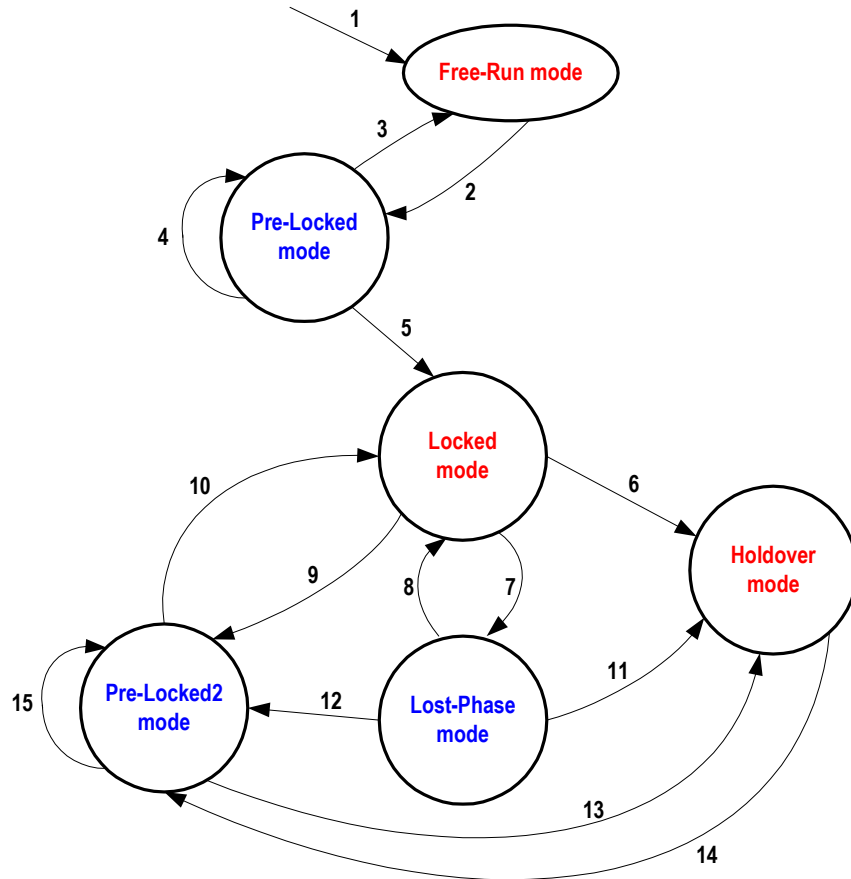 1
Free-Run mode
3
2
Pre-Locked
mode
4
5
Locked
mode
10
6
Holdover
mode
9
8
7
Pre-Locked2
mode
15
12
Lost-Phase
mode
11
13
14